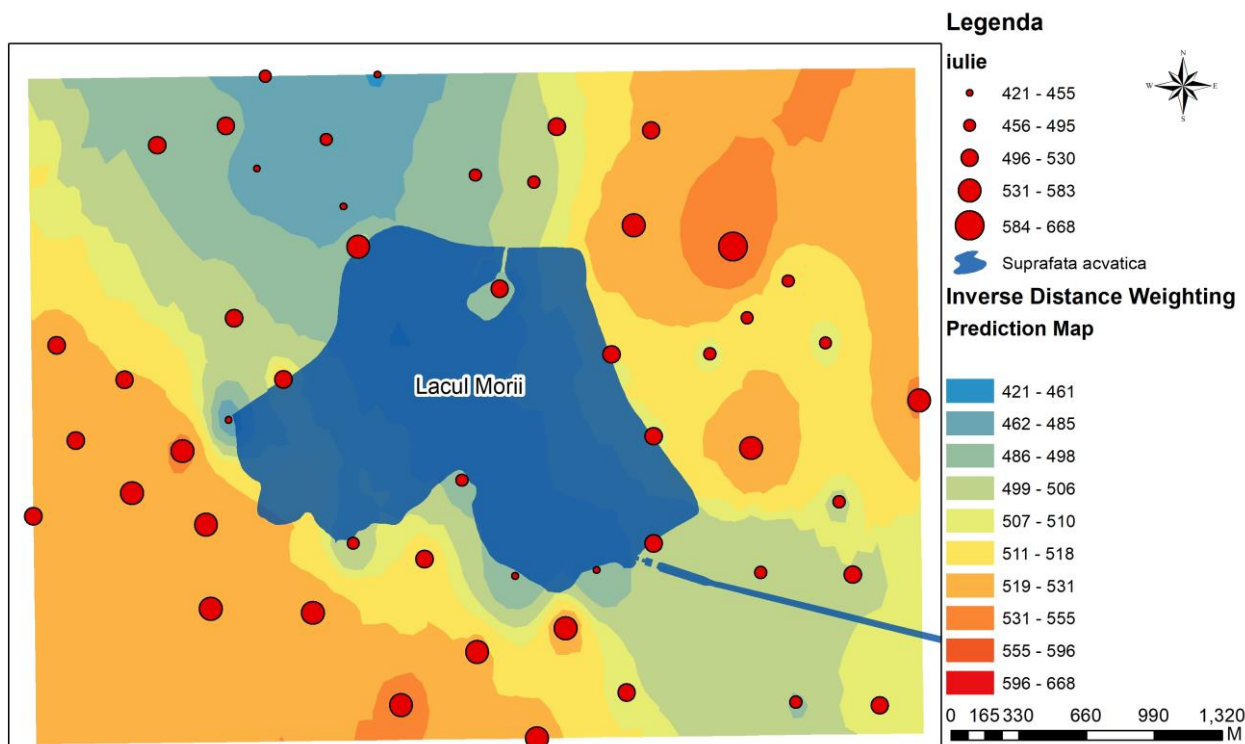 Legenda
iulie
421 - 455
456 - 495
496 - 530
531 - 583
584 - 668
Suprafata acvatica
N
W E
S
Inverse Distance Weighting
Prediction Map
421 - 461
462 - 485
486 - 498
499 - 506
507 - 510
511 - 518
519 - 531
531 - 555
555 - 596
596 - 668
0 165 330 660 990 1,320
M
Lacul Morii